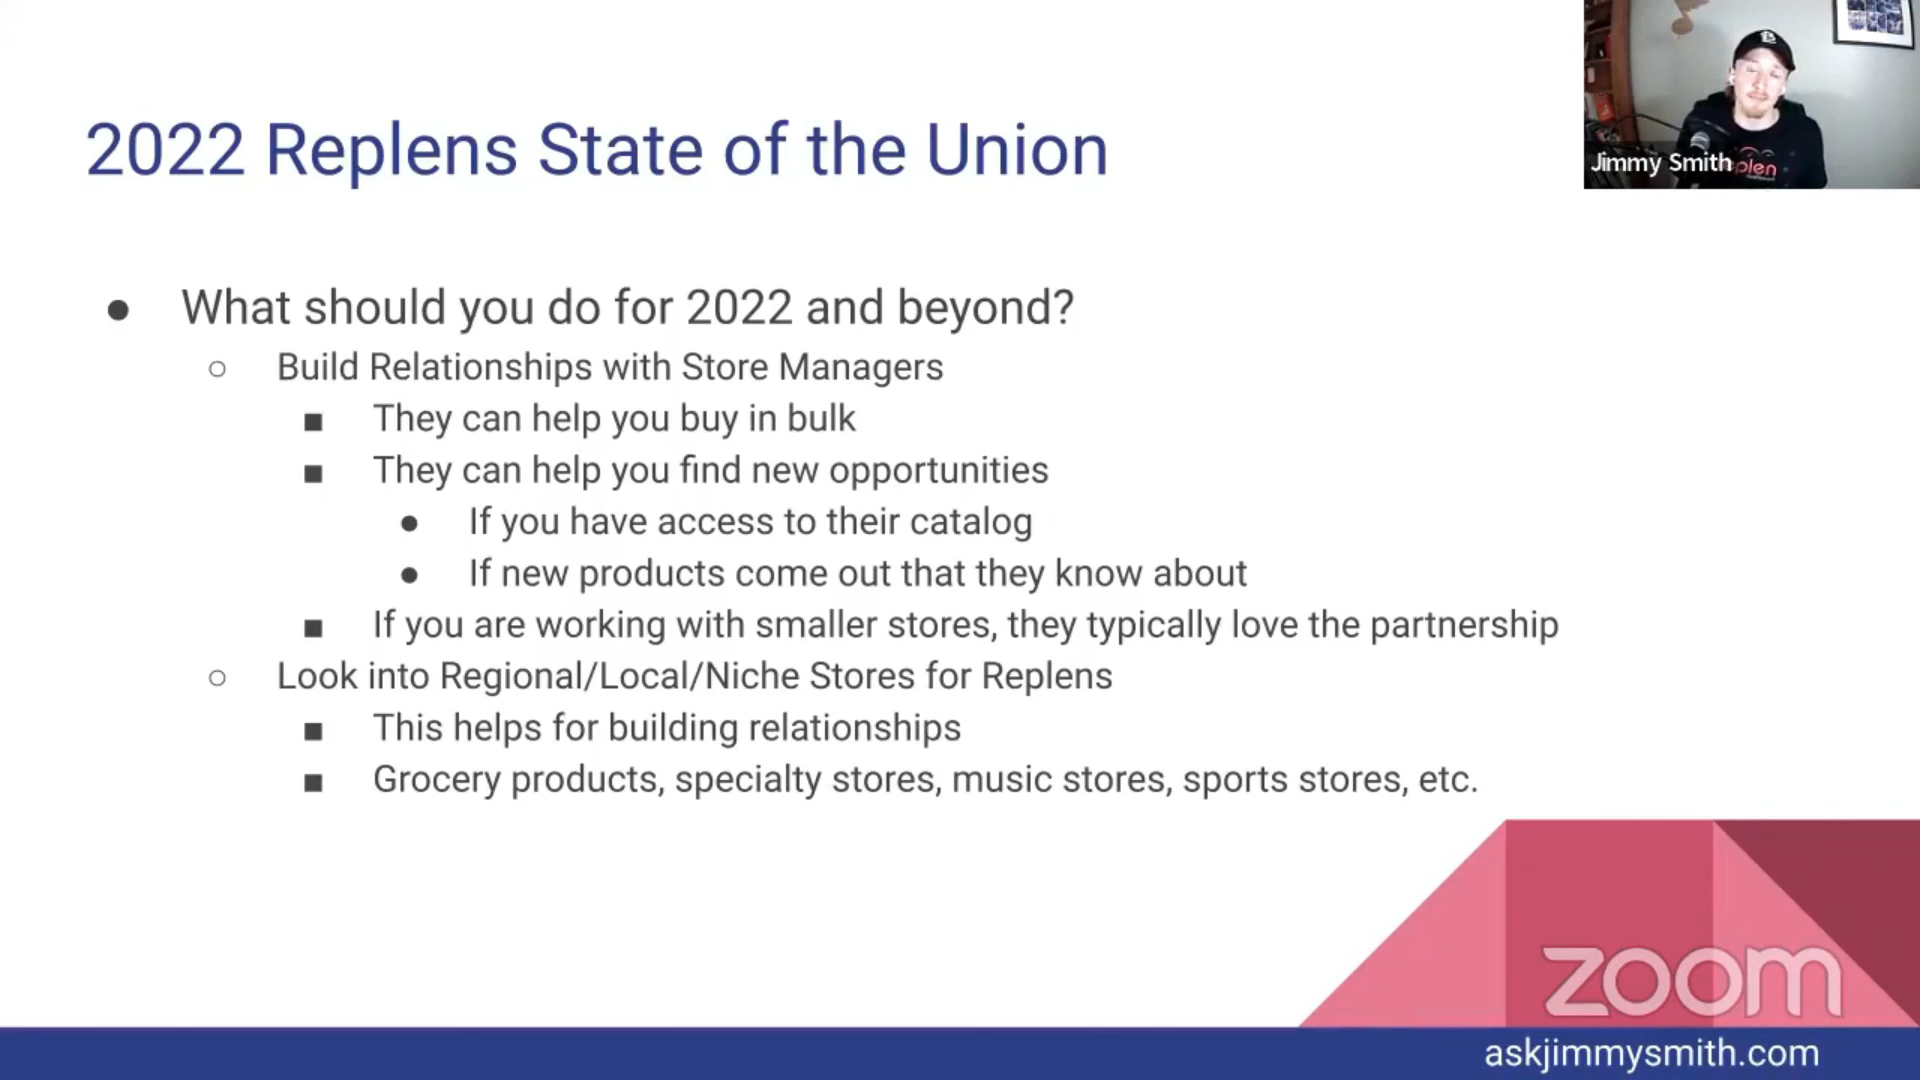 2022 Replens State of the Union
Jimmy Smith
plen
● What should you do for 2022 and beyond?
○ Build Relationships with Store Managers
■ They can help you buy in bulk
■ They can help you find new opportunities
● If you have access to their catalog
● If new products come out that they know about
■ If you are working with smaller stores, they typically love the partnership
○ Look into Regional/Local/Niche Stores for Replens
■ This helps for building relationships
■ Grocery products, specialty stores, music stores, sports stores, etc.
zoom
askjimmysmith.com